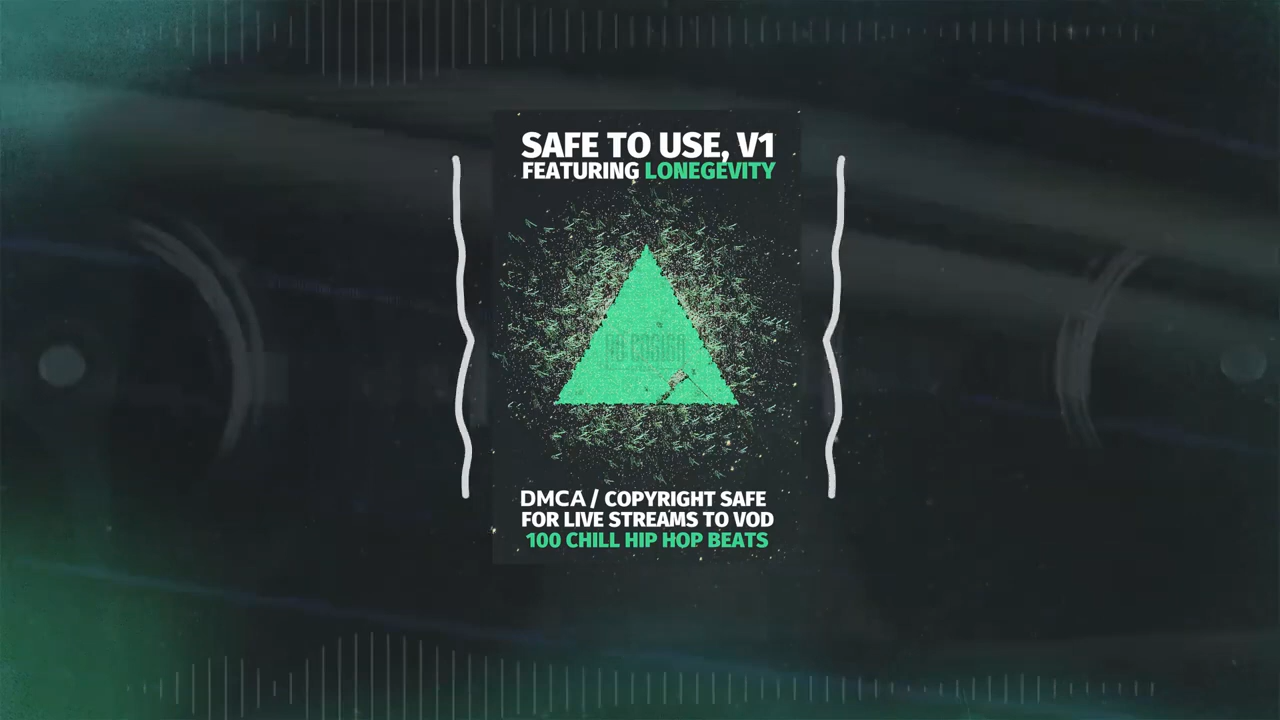 SAFE TO USE, V1
FEATURING LONEGEVITY
DMCA / COPYRIGHT SAFE
FOR LIVE STREAMS TO VOD
100 CHILL HIP HOP BEATS